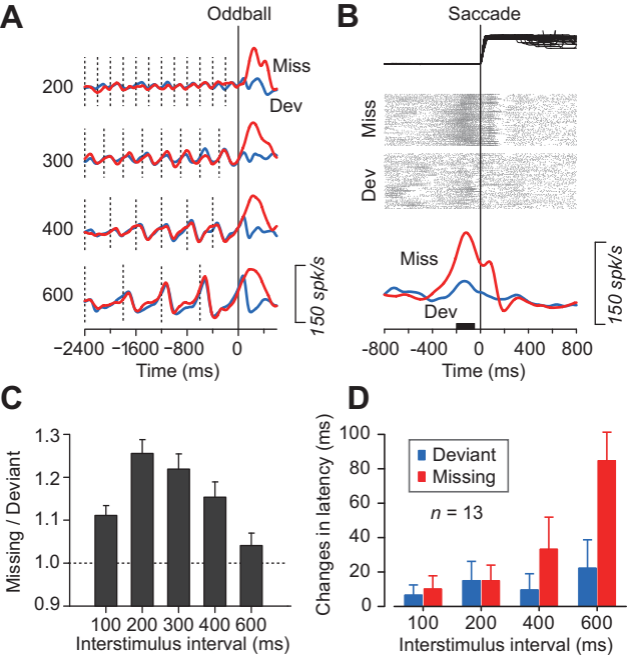 A
Oddball
200
Miss
Dev
300
400
600
150 spk/s
−2400 −1600 −800 0
Time (ms)
B
Saccade
Miss
Dev
Miss
Dev
150 spk/s
-800 -400 0 400 800
Time (ms)
C
Missing / Deviant
1.3
1.2
1.1
1.0
0.9
100 200 300 400 600
Interstimulus interval (ms)
D
Changes in latency (ms)
100
80
60
40
20
0
Deviant
Missing
n = 13
100 200 400 600
Interstimulus interval (ms)